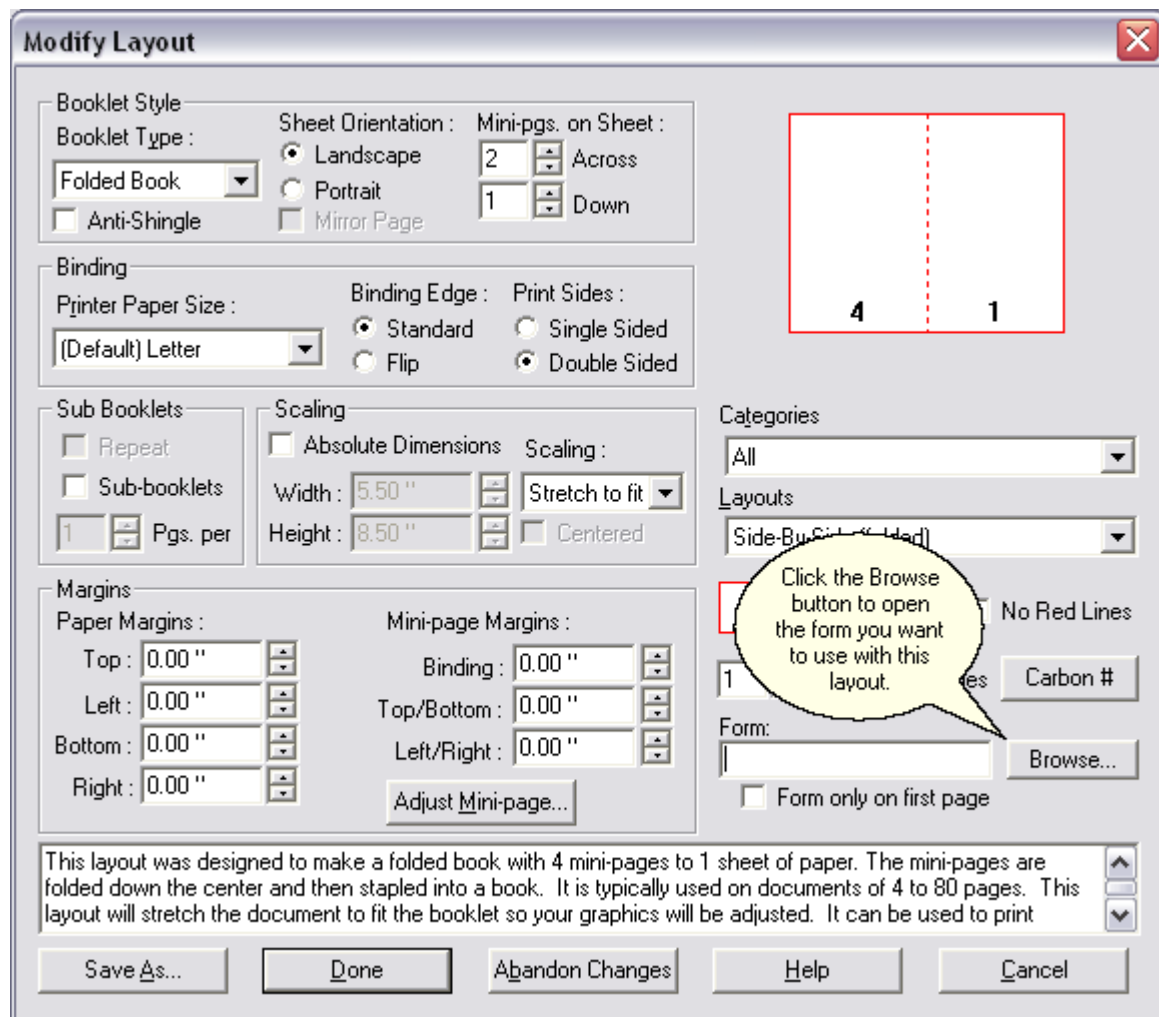 Modify Layout
Booklet Style
Booklet Type :
Folded Book
Anti-Shingle
Sheet Orientation :
Landscape
Portrait
Mirror Page
Mini-pgs. on Sheet :
2 Across
1 Down
4 1
Binding
Printer Paper Size :
(Default) Letter
Binding Edge :
Standard
Flip
Print Sides :
Single Sided
Double Sided
Sub Booklets
Repeat
Sub-booklets
1 Pgs. per
Scaling
Absolute Dimensions
Width : 5.50 "
Height : 8.50 "
Scaling :
Stretch to fit
Centered
Categories
All
Layouts
Side-By-Side (folded)
Click the Browse
button to open
the form you want
to use with this
layout.
No Red Lines
1
es
Carbon #
Form:
Browse...
Form only on first page
Margins
Paper Margins :
Top : 0.00 "
Left : 0.00 "
Bottom : 0.00 "
Right : 0.00 "
Mini-page Margins :
Binding : 0.00 "
Top/Bottom : 0.00 "
Left/Right : 0.00 "
Adjust Mini-page...
This layout was designed to make a folded book with 4 mini-pages to 1 sheet of paper. The mini-pages are
folded down the center and then stapled into a book. It is typically used on documents of 4 to 80 pages. This
layout will stretch the document to fit the booklet so your graphics will be adjusted. It can be used to print
Save As...
Done
Abandon Changes
Help
Cancel